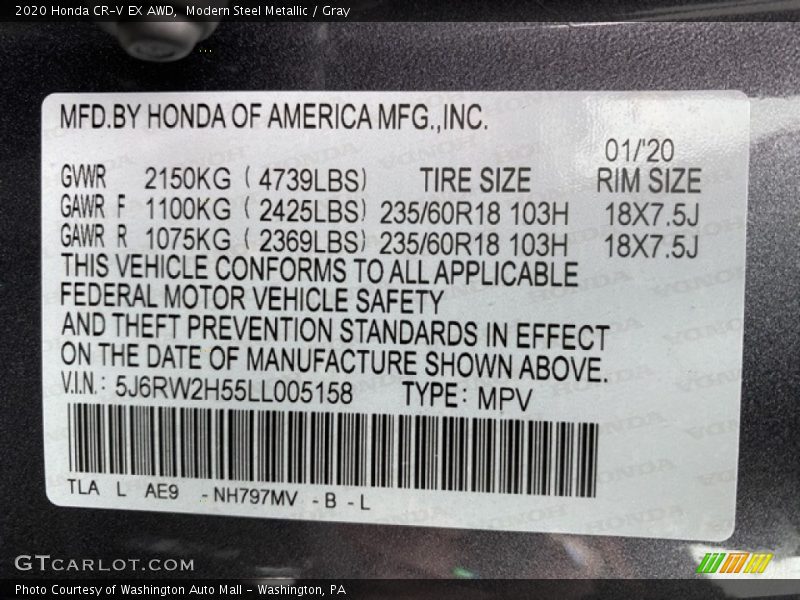 2020 Honda CR-V EX AWD,  Modern Steel Metallic / Gray
MFD.BY HONDA OF AMERICA MFG.,INC.
01/'20
GVWR 2150KG ( 4739LBS) TIRE SIZE RIM SIZE
GAWR F 1100KG ( 2425LBS) 235/60R18 103H 18X7.5J
GAWR R 1075KG ( 2369LBS) 235/60R18 103H 18X7.5J
THIS VEHICLE CONFORMS TO ALL APPLICABLE
FEDERAL MOTOR VEHICLE SAFETY
AND THEFT PREVENTION STANDARDS IN EFFECT
ON THE DATE OF MANUFACTURE SHOWN ABOVE.
V.I.N.: 5J6RW2H55LL005158 TYPE: MPV
TLA L AE9 -NH797MV -B -L
GTCARLOT.COM
Photo Courtesy of Washington Auto Mall - Washington, PA